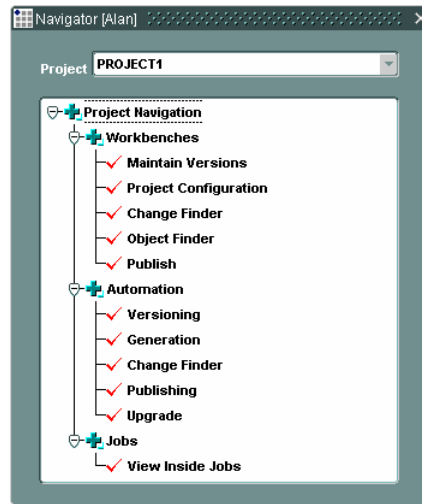 Navigator [Alan]
Project PROJECT1
Project Navigation
Workbenches
Maintain Versions
Project Configuration
Change Finder
Object Finder
Publish
Automation
Versioning
Generation
Change Finder
Publishing
Upgrade
Jobs
View Inside Jobs